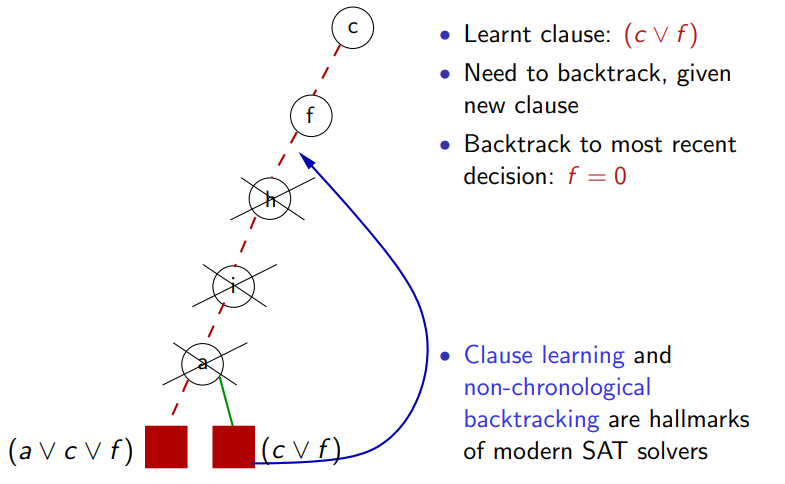 c
f
h
i
a
(a ∨ c ∨ f)
(c ∨ f)
• Learnt clause: (c ∨ f)
• Need to backtrack, given
new clause
• Backtrack to most recent
decision: f = 0
• Clause learning and
non-chronological
backtracking are hallmarks
of modern SAT solvers